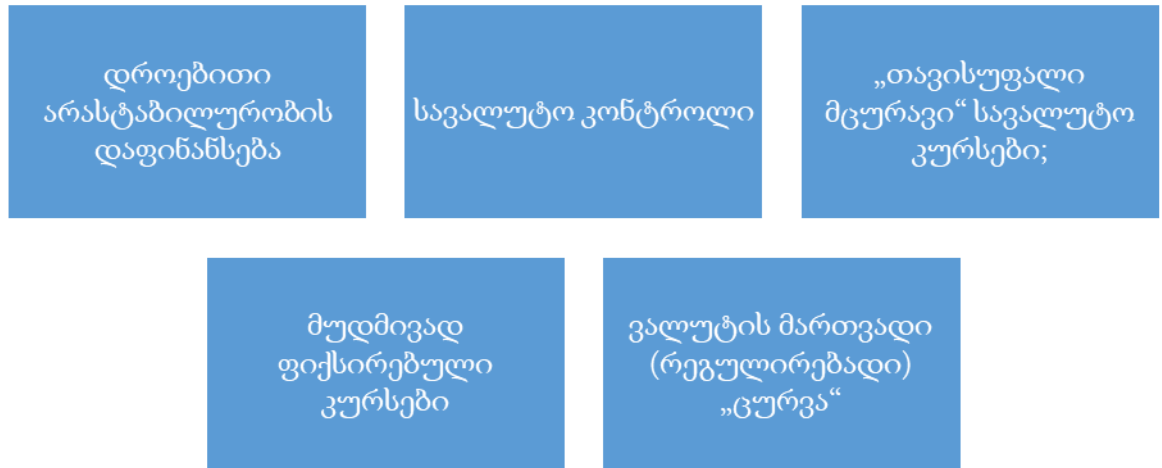 დროებითი
არასტაბილურობის
დაფინანსება
სავალუტო კონტროლი
„თავისუფალი
მცურავი“ სავალუტო
კურსები;
მუდმივად
ფიქსირებული
კურსები
ვალუტის მართვადი
(რეგულირებადი)
„ცურვა“